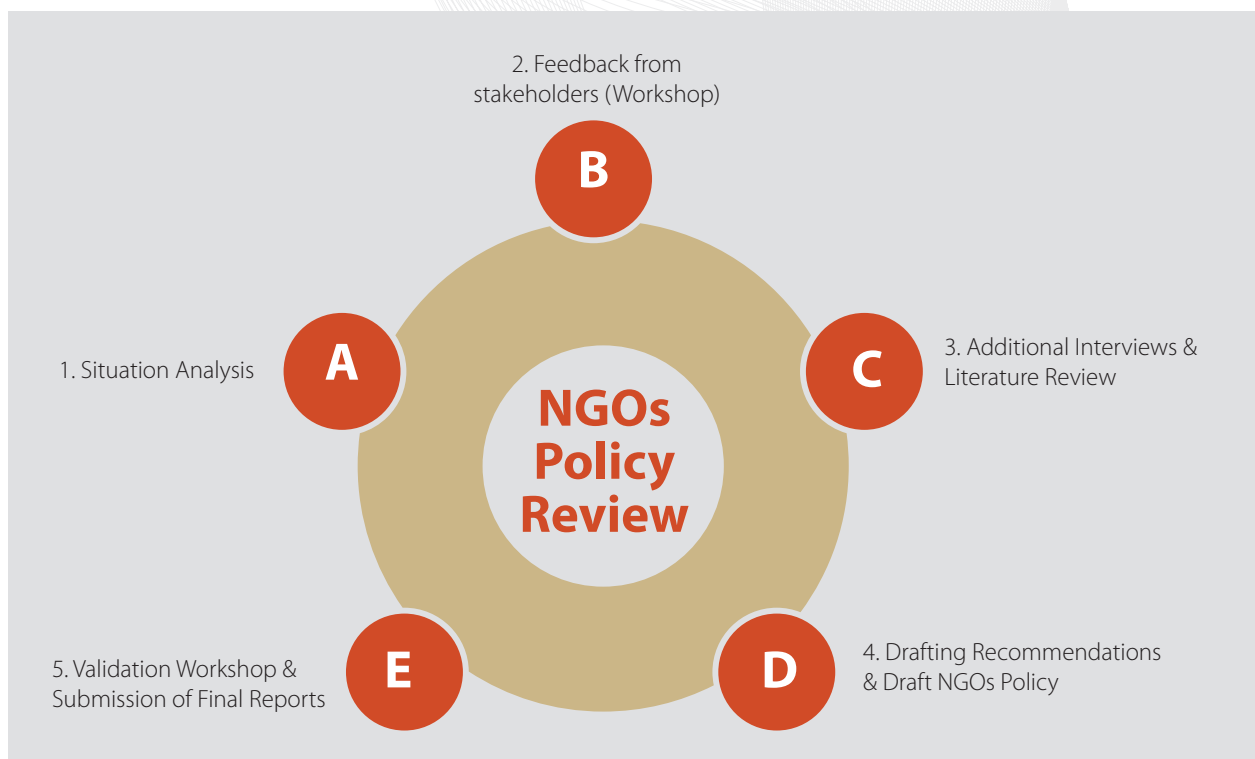 2. Feedback from
stakeholders (Workshop)
B
A
1. Situation Analysis
C
3. Additional Interviews &
Literature Review
NGOs
Policy
Review
E
5. Validation Workshop &
Submission of Final Reports
D
4. Drafting Recommendations
& Draft NGOs Policy